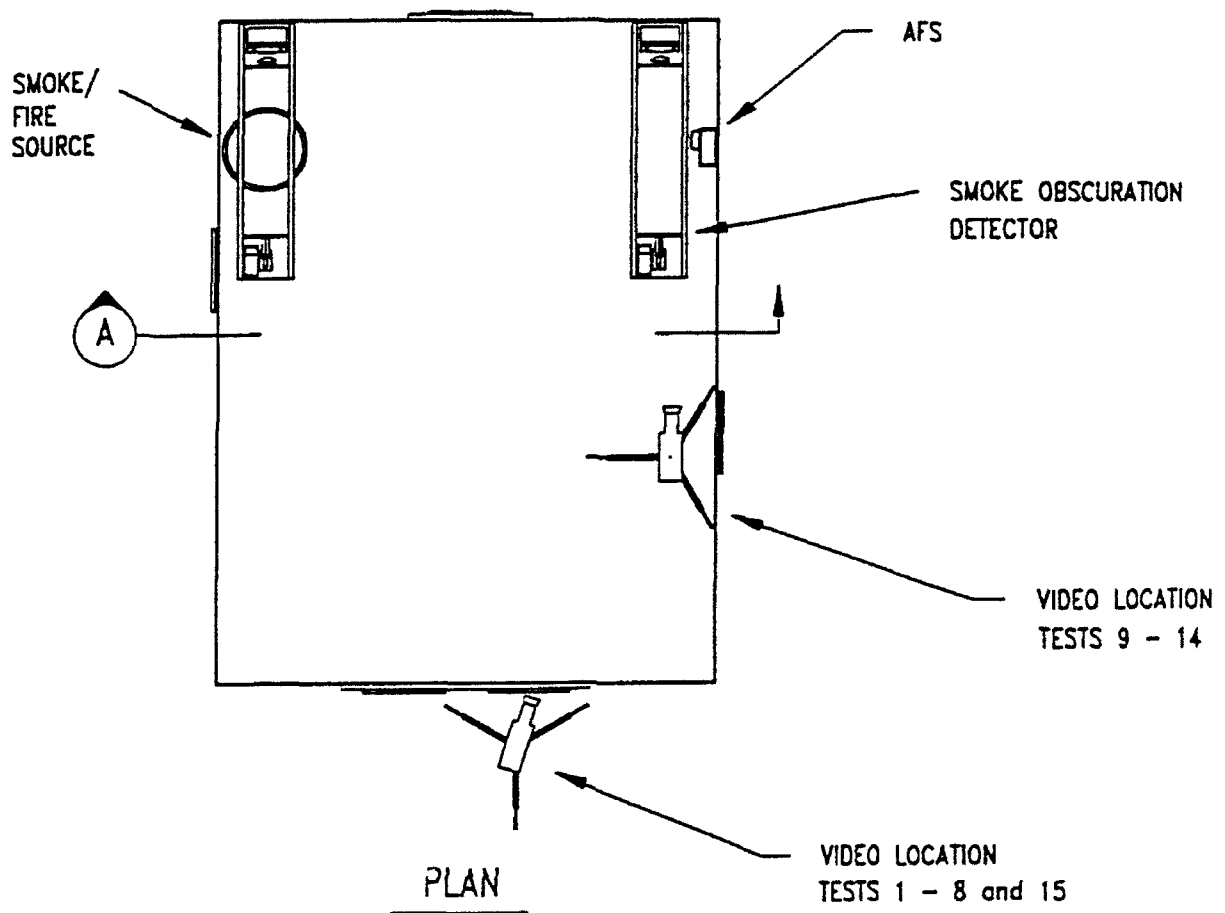 AFS
SMOKE/
FIRE
SOURCE
SMOKE OBSCURATION
DETECTOR
A
VIDEO LOCATION
TESTS 9 - 14
VIDEO LOCATION
TESTS 1 - 8 and 15
PLAN